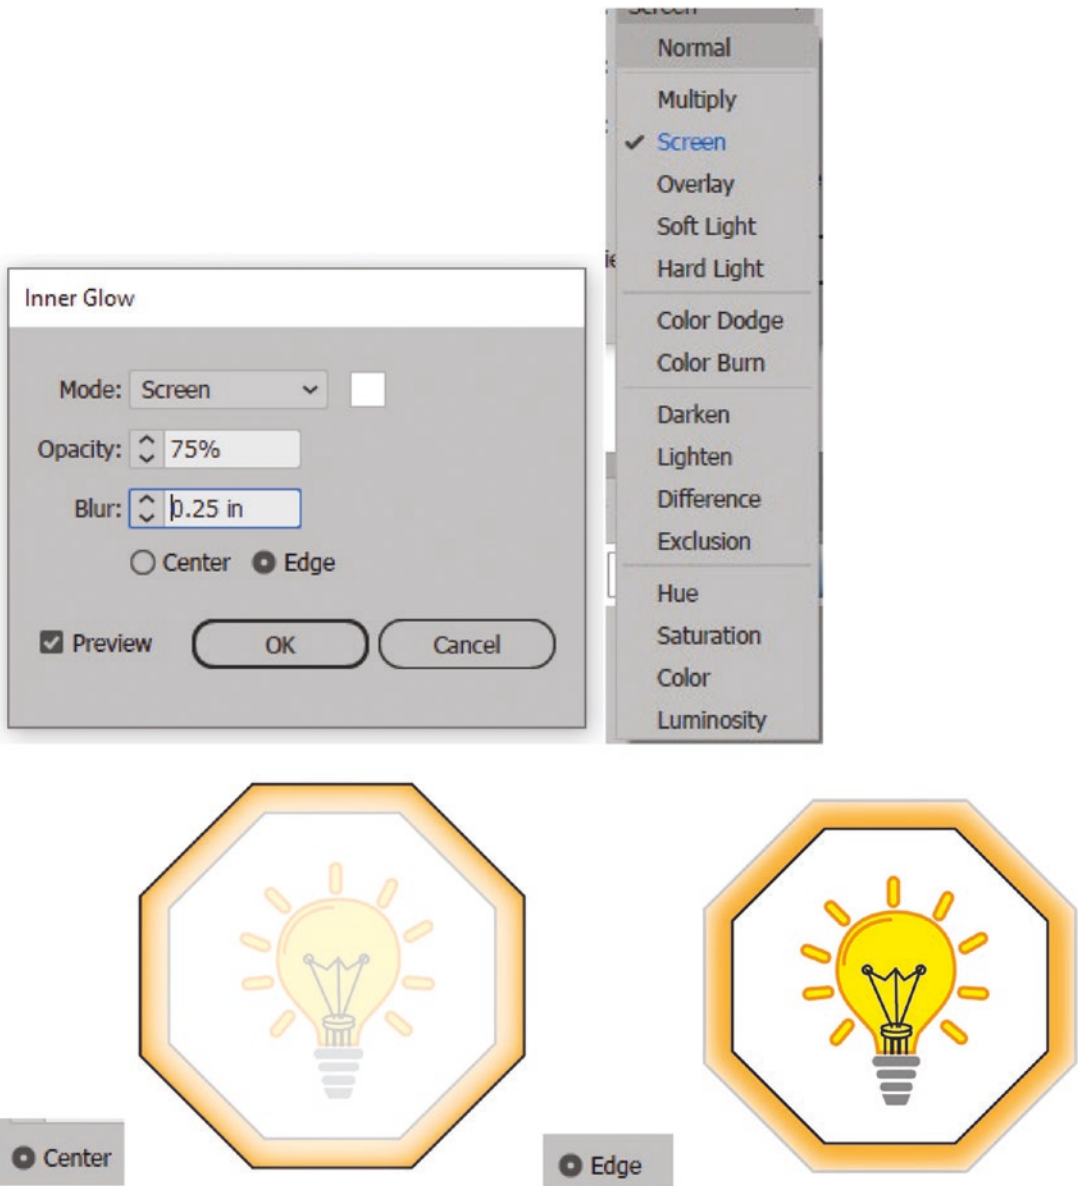 Inner Glow
Mode: Screen
Opacity: 75%
Blur: 0.25 in
Center Edge
Preview OK Cancel
Screen
Normal
Multiply
Screen
Overlay
Soft Light
Hard Light
Color Dodge
Color Burn
Darken
Lighten
Difference
Exclusion
Hue
Saturation
Color
Luminosity
Center
Edge